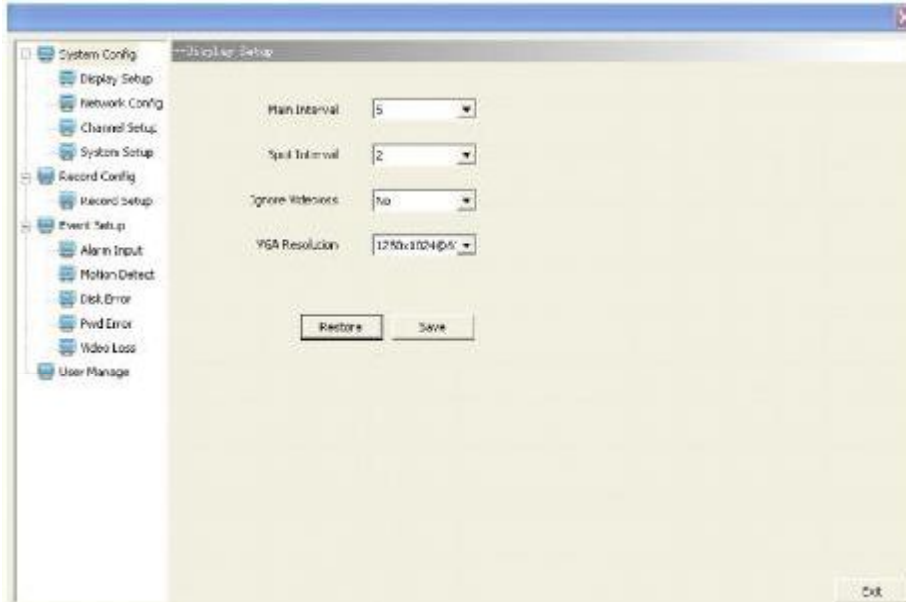 System Config
Display Setup
Network Config
Channel Setup
System Setup
Record Config
Record Setup
Event Setup
Alarm Input
Motion Detect
Disk Error
Pwd Error
Video Loss
User Manage
--Display Setup
Main Interval 5
Spot Interval 2
Ignore Videoloss No
VGA Resolution 1280x1024@6
Restore Save
Exit